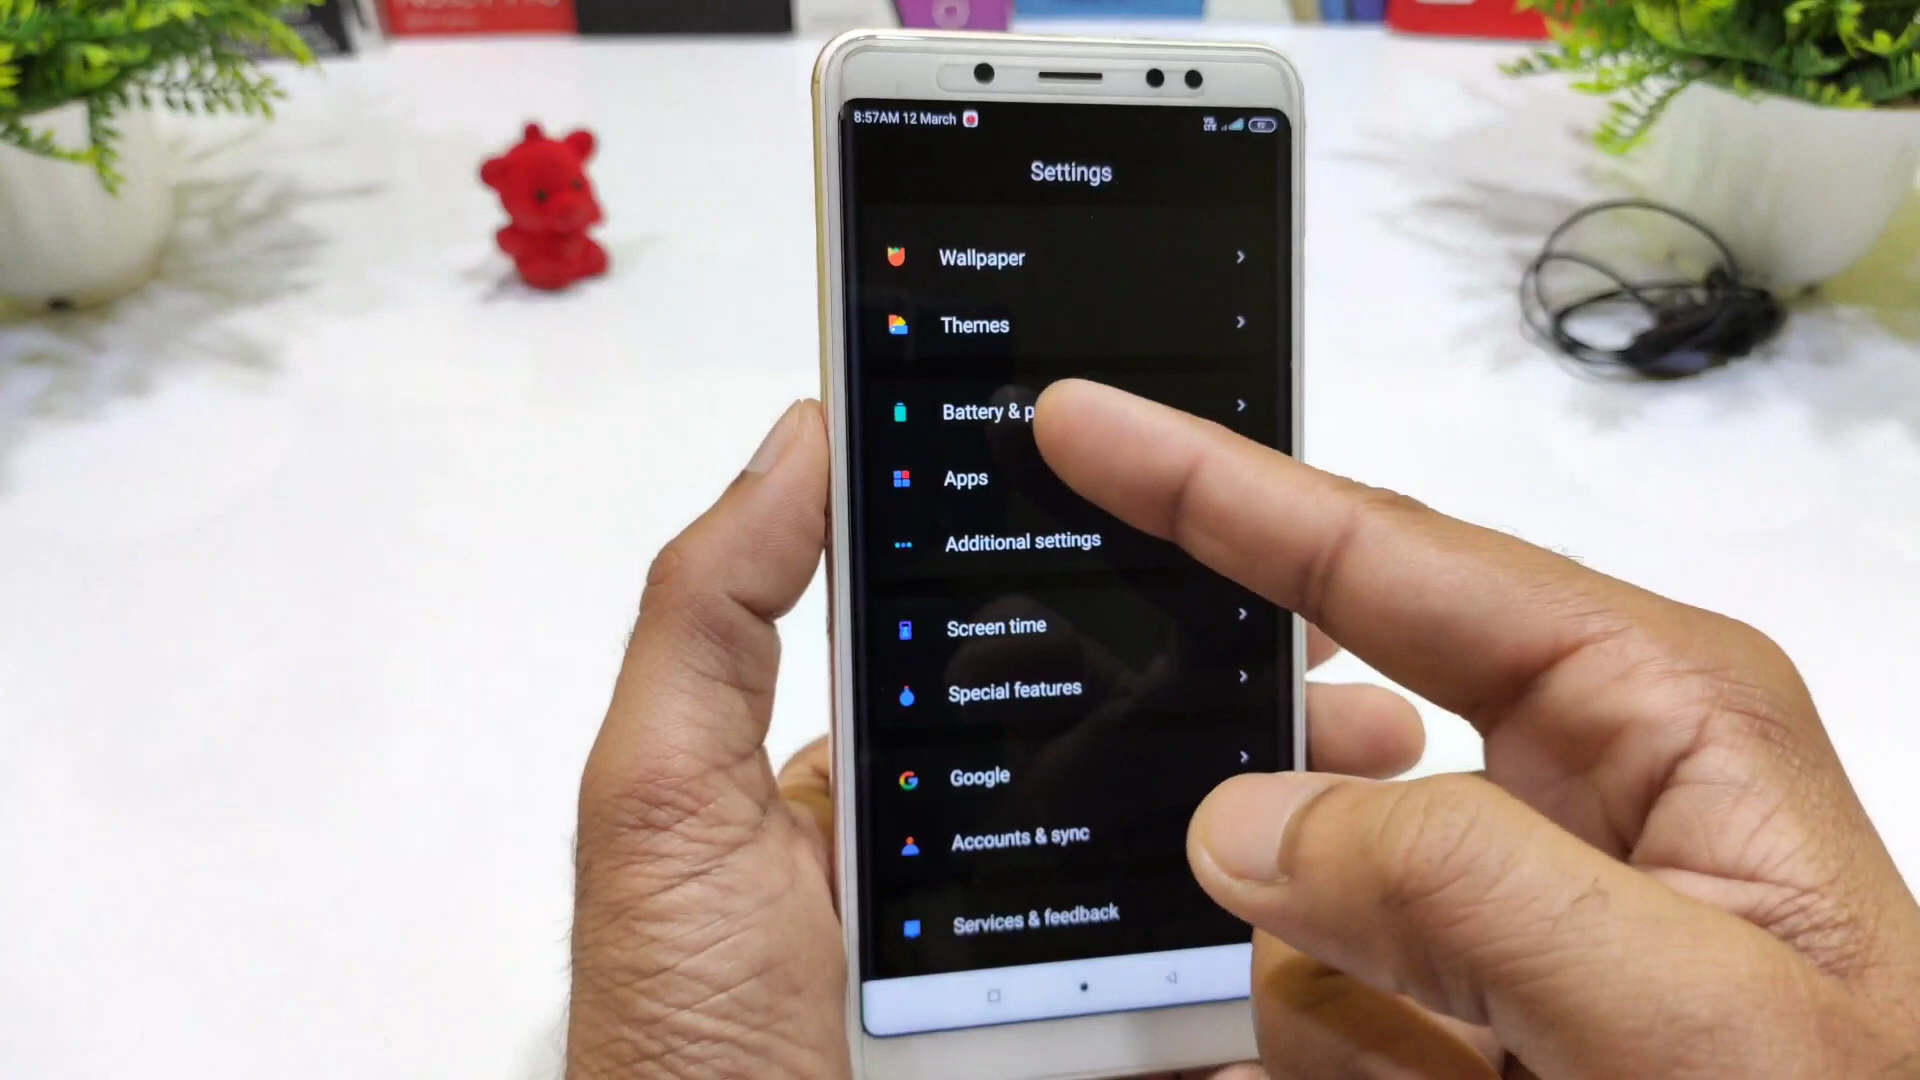 8:57AM 12 March
Settings
Wallpaper
Themes
Battery & p
Apps
Additional settings
Screen time
Special features
Google
Accounts & sync
Services & feedback